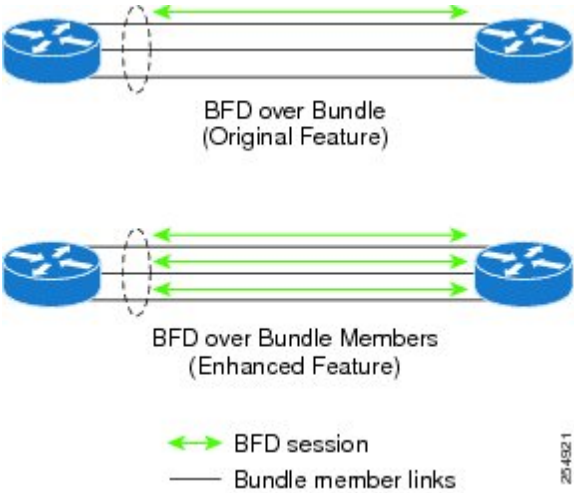 BFD over Bundle
(Original Feature)
BFD over Bundle Members
(Enhanced Feature)
BFD session
Bundle member links
254921